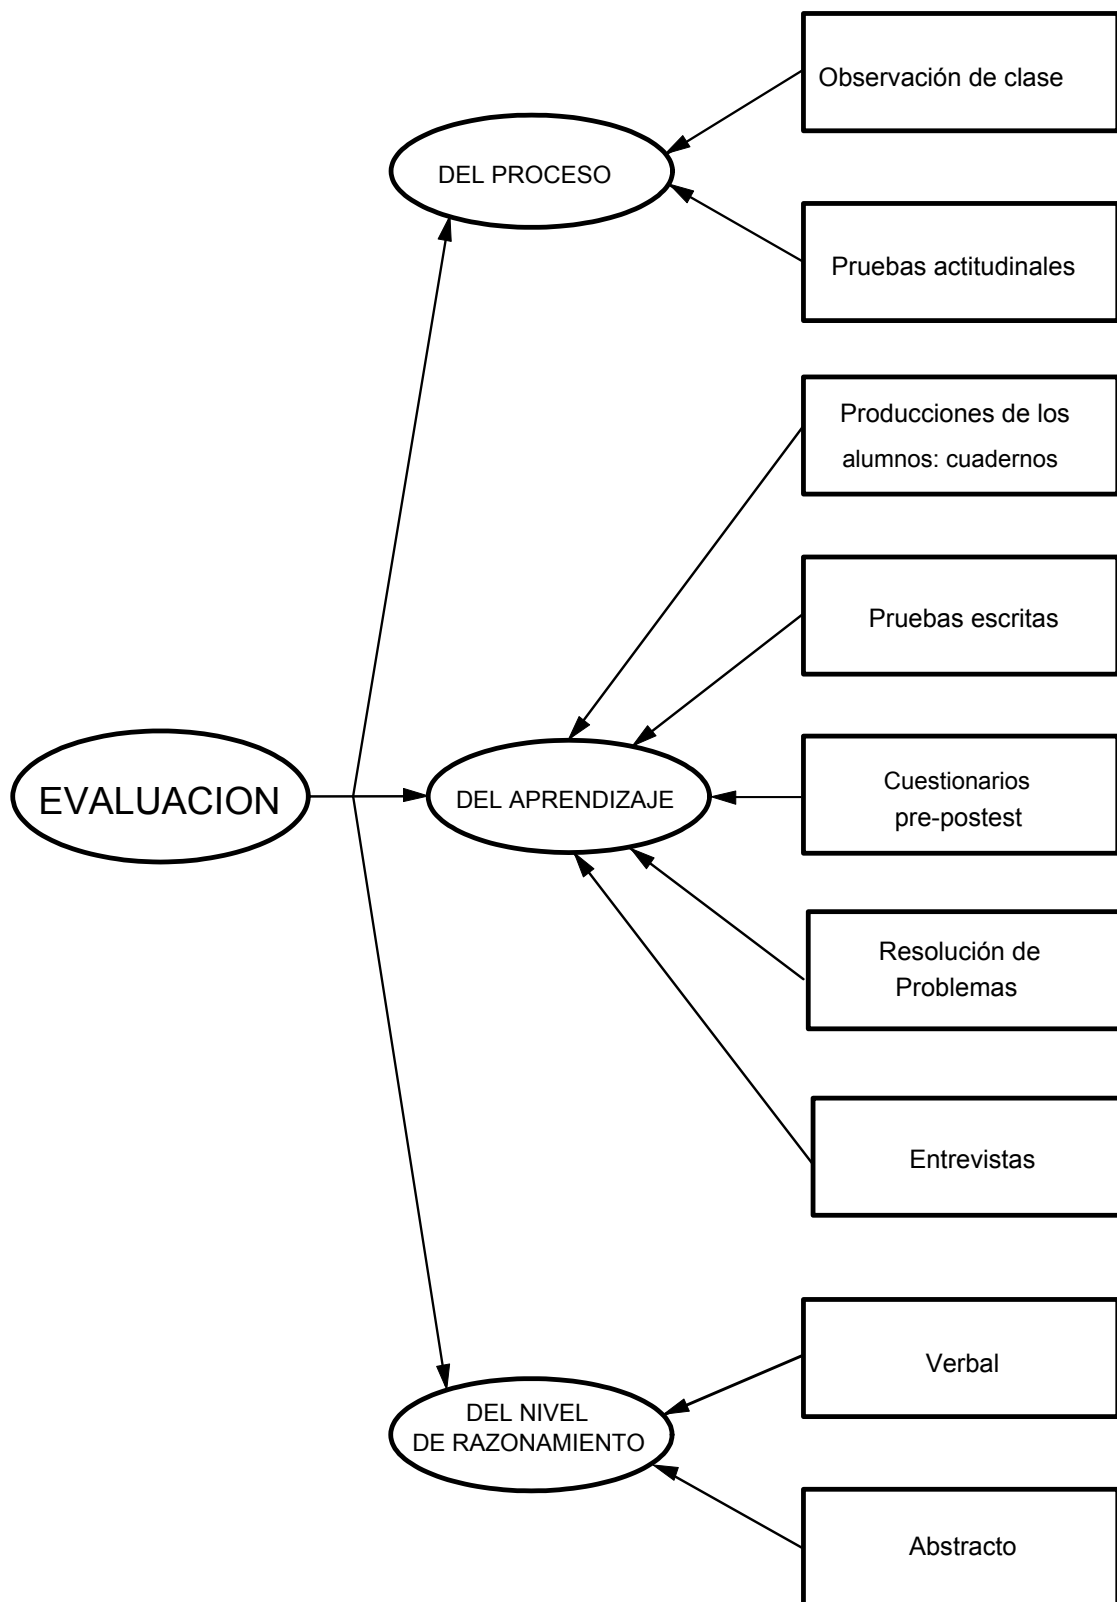 Observación de clase
DEL PROCESO
Pruebas actitudinales
Producciones de los
alumnos: cuadernos
Pruebas escritas
EVALUACION
DEL APRENDIZAJE
Cuestionarios
pre-postest
Resolución de
Problemas
Entrevistas
Verbal
DEL NIVEL
DE RAZONAMIENTO
Abstracto